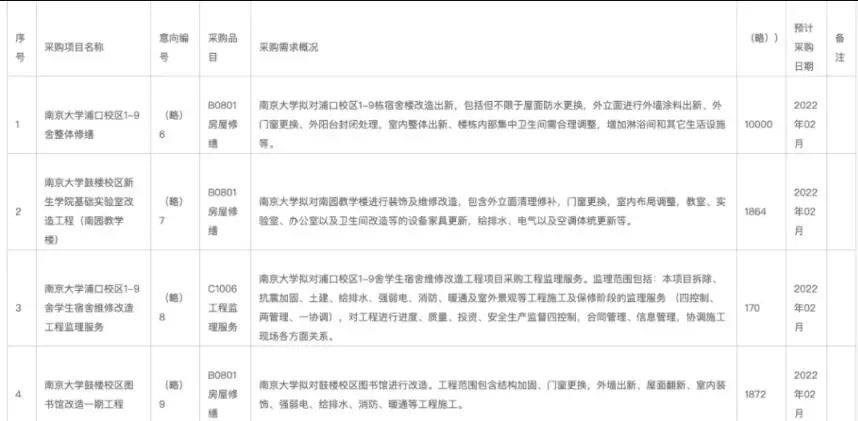 序号 采购项目名称 意向编号 采购品目 采购需求概况 （略）） 预计采购日期 备注
1 南京大学浦口校区1-9舍整体修缮 （略）6 B0801房屋修缮 南京大学拟对浦口校区1-9栋宿舍楼改造出新，包括但不限于屋面防水更换，外立面进行外墙涂料出新、外门窗更换、外阳台封闭处理，室内整体出新、楼栋内部集中卫生间需合理调整，增加淋浴间和其它生活设施等。 10000 2022年02月
2 南京大学鼓楼校区新生学院基础实验室改造工程（南园教学楼） （略）7 B0801房屋修缮 南京大学拟对南园教学楼进行装饰及维修改造，包含外立面清理修补，门窗更换，室内布局调整，教室、实验室、办公室以及卫生间改造等的设备家具更新，给排水、电气以及空调体统更新等。 1864 2022年02月
3 南京大学浦口校区1-9舍学生宿舍维修改造工程监理服务 （略）8 C1006工程监理服务 南京大学拟对浦口校区1-9舍学生宿舍维修改造工程项目采购工程监理服务。监理范围包括：本项目拆除、抗震加固、土建、给排水、强弱电、消防、暖通及室外景观等工程施工及保修阶段的监理服务 （四控制、两管理、一协调），对工程进行进度、质量、投资、安全生产监督四控制，合同管理、信息管理，协调施工现场各方面关系。 170 2022年02月
4 南京大学鼓楼校区图书馆改造一期工程 （略）9 B0801房屋修缮 南京大学拟对鼓楼校区图书馆进行改造。工程范围包含结构加固、门窗更换，外墙出新、屋面翻新、室内装饰、强弱电、给排水、消防、暖通等工程施工。 1872 2022年02月